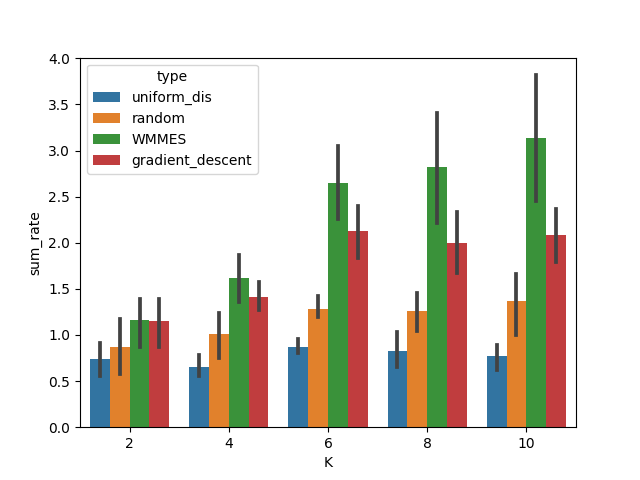 4.0
3.5
3.0
2.5
2.0
1.5
1.0
0.5
0.0
sum_rate
type
uniform_dis
random
WMMES
gradient_descent
2 4 6 8 10
K